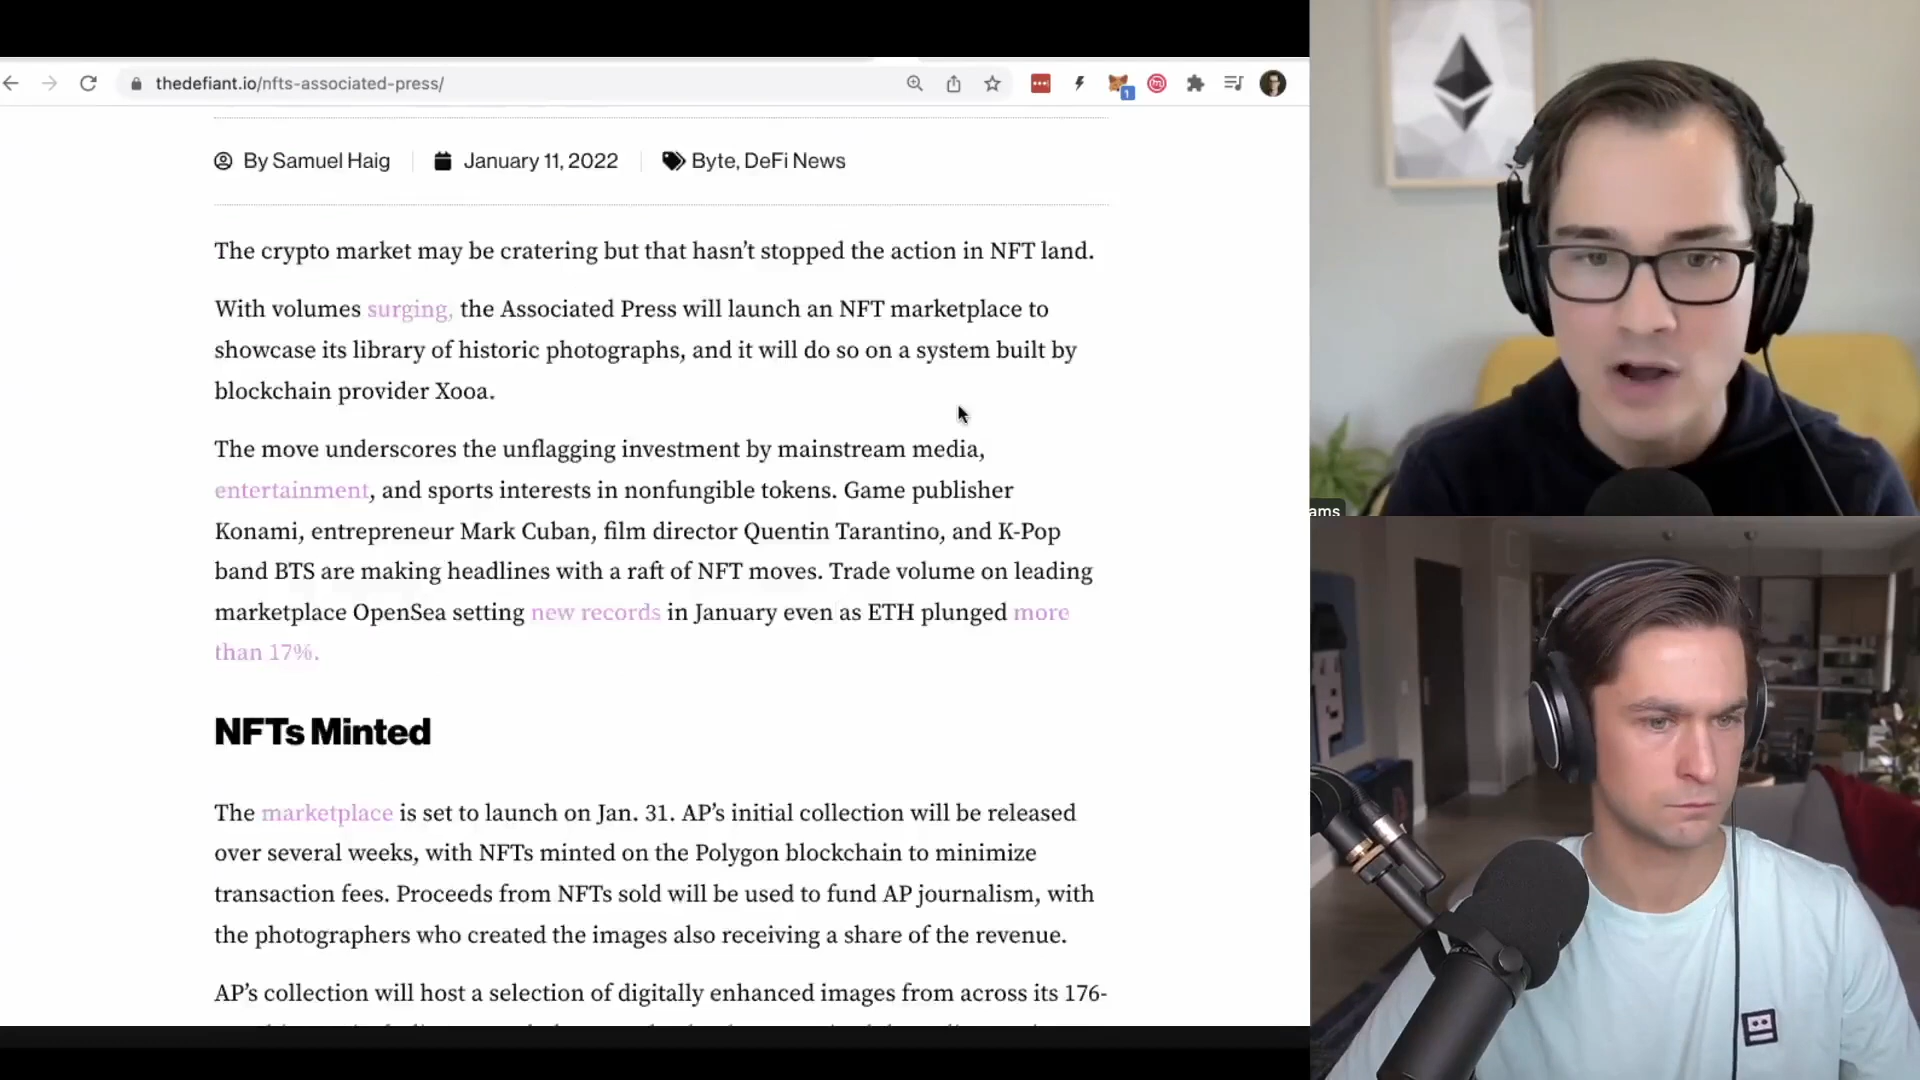 thedefiant.io/nfts-associated-press/
1
By Samuel Haig
January 11, 2022
Byte, DeFi News
The crypto market may be cratering but that hasn’t stopped the action in NFT land.
With volumes surging, the Associated Press will launch an NFT marketplace to
showcase its library of historic photographs, and it will do so on a system built by
blockchain provider Xooa.
The move underscores the unflagging investment by mainstream media,
entertainment, and sports interests in nonfungible tokens. Game publisher
Konami, entrepreneur Mark Cuban, film director Quentin Tarantino, and K-Pop
band BTS are making headlines with a raft of NFT moves. Trade volume on leading
marketplace OpenSea setting new records in January even as ETH plunged more
than 17%.
NFTs Minted
The marketplace is set to launch on Jan. 31. AP’s initial collection will be released
over several weeks, with NFTs minted on the Polygon blockchain to minimize
transaction fees. Proceeds from NFTs sold will be used to fund AP journalism, with
the photographers who created the images also receiving a share of the revenue.
AP’s collection will host a selection of digitally enhanced images from across its 176-
ams